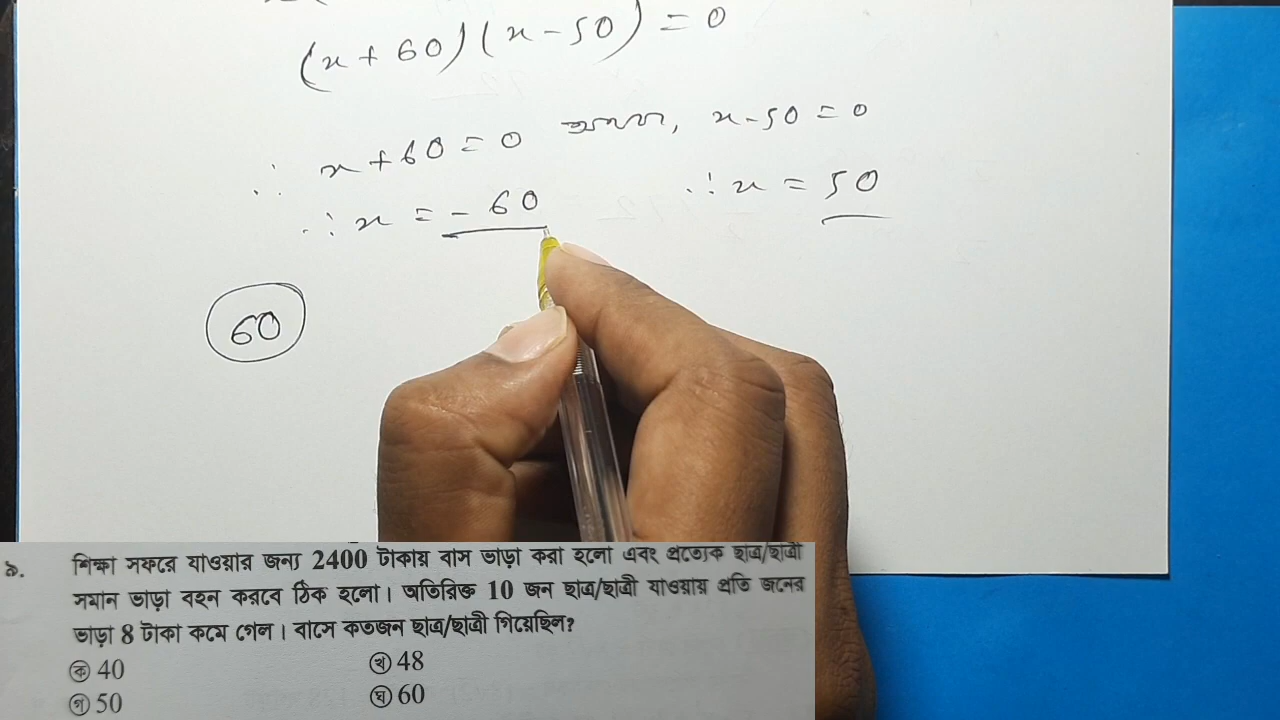 (x + 60) (x - 50) = 0
∴ x + 60 = 0 অথবা, x - 50 = 0
∴ x = - 60 ∴ x = 50
60
৯. শিক্ষা সফরে যাওয়ার জন্য 2400 টাকায় বাস ভাড়া করা হলো এবং প্রত্যেক ছাত্র/ছাত্রী
সমান ভাড়া বহন করবে ঠিক হলো। অতিরিক্ত 10 জন ছাত্র/ছাত্রী যাওয়ায় প্রতি জনের
ভাড়া 8 টাকা কমে গেল। বাসে কতজন ছাত্র/ছাত্রী গিয়েছিল?
ক 40 খ 48
গ 50 ঘ 60